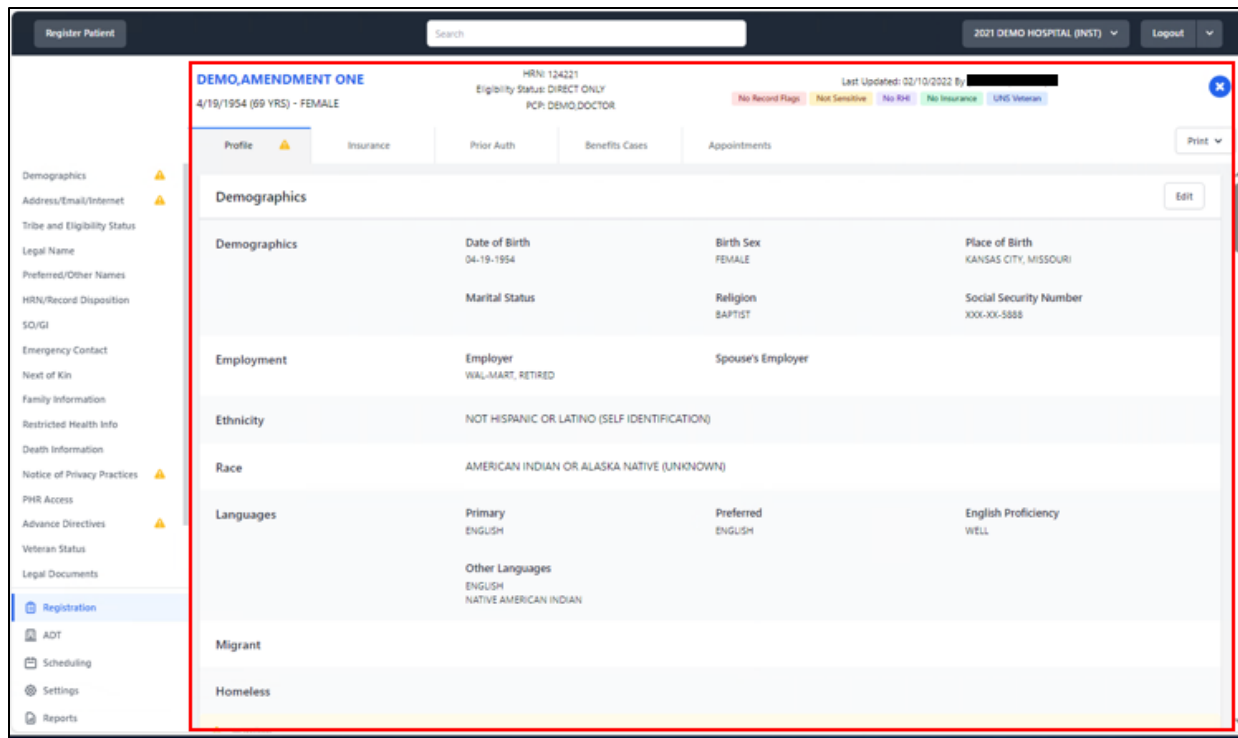 Register Patient
Search
2021 DEMO HOSPITAL (INST)
Logout
DEMO,AMENDMENT ONE
4/19/1954 (69 YRS) - FEMALE
HRN: 124221
Eligibility Status: DIRECT ONLY
PCP: DEMO,DOCTOR
Last Updated: 02/10/2022 By
No Record Flags Not Sensitive No RHI No Insurance UNS Veteran
Profile Insurance Prior Auth Benefits Cases Appointments
Print
Demographics
Address/Email/Internet
Tribe and Eligibility Status
Legal Name
Preferred/Other Names
HRN/Record Disposition
SO/GI
Emergency Contact
Next of Kin
Family Information
Restricted Health Info
Death Information
Notice of Privacy Practices
PHR Access
Advance Directives
Veteran Status
Legal Documents
Registration
ADT
Scheduling
Settings
Reports
Demographics
Edit
Demographics
Date of Birth
04-19-1954
Birth Sex
FEMALE
Place of Birth
KANSAS CITY, MISSOURI
Marital Status
Religion
BAPTIST
Social Security Number
XXX-XX-5888
Employment
Employer
WAL-MART, RETIRED
Spouse's Employer
Ethnicity
NOT HISPANIC OR LATINO (SELF IDENTIFICATION)
Race
AMERICAN INDIAN OR ALASKA NATIVE (UNKNOWN)
Languages
Primary
ENGLISH
Preferred
ENGLISH
English Proficiency
WELL
Other Languages
ENGLISH
NATIVE AMERICAN INDIAN
Migrant
Homeless